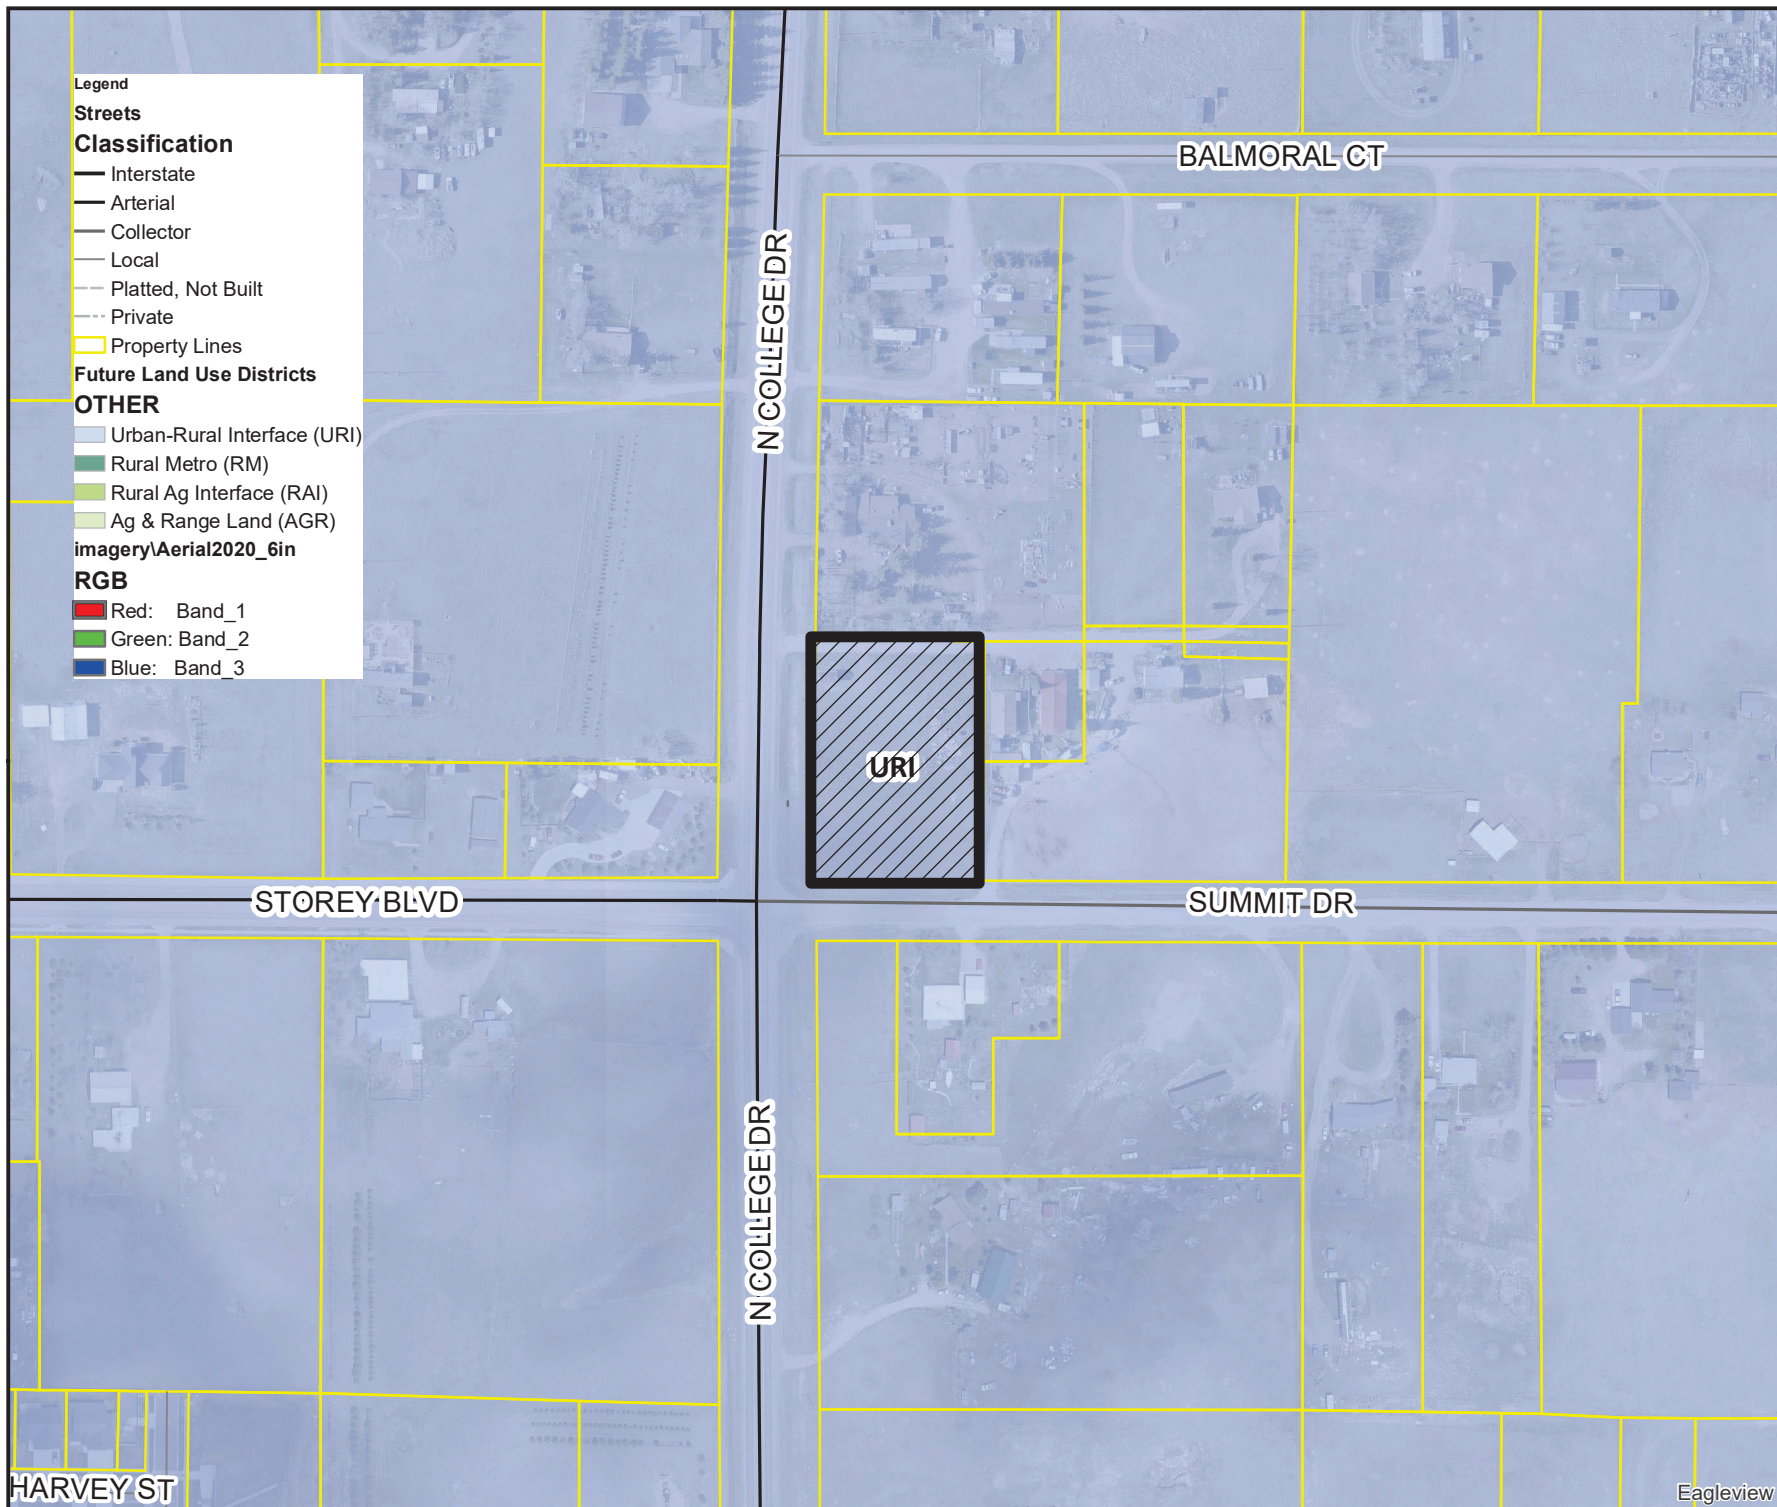 Legend
Streets
Classification
Interstate
Arterial
Collector
Local
Platted, Not Built
Private
Property Lines
Future Land Use Districts
OTHER
Urban-Rural Interface (URI)
Rural Metro (RM)
Rural Ag Interface (RAI)
Ag & Range Land (AGR)
imagery\Aerial2020_6in
RGB
Red: Band_1
Green: Band_2
Blue: Band_3
BALMORAL CT
N COLLEGE DR
URI
STOREY BLVD
SUMMIT DR
N COLLEGE DR
HARVEY ST
Eagleview